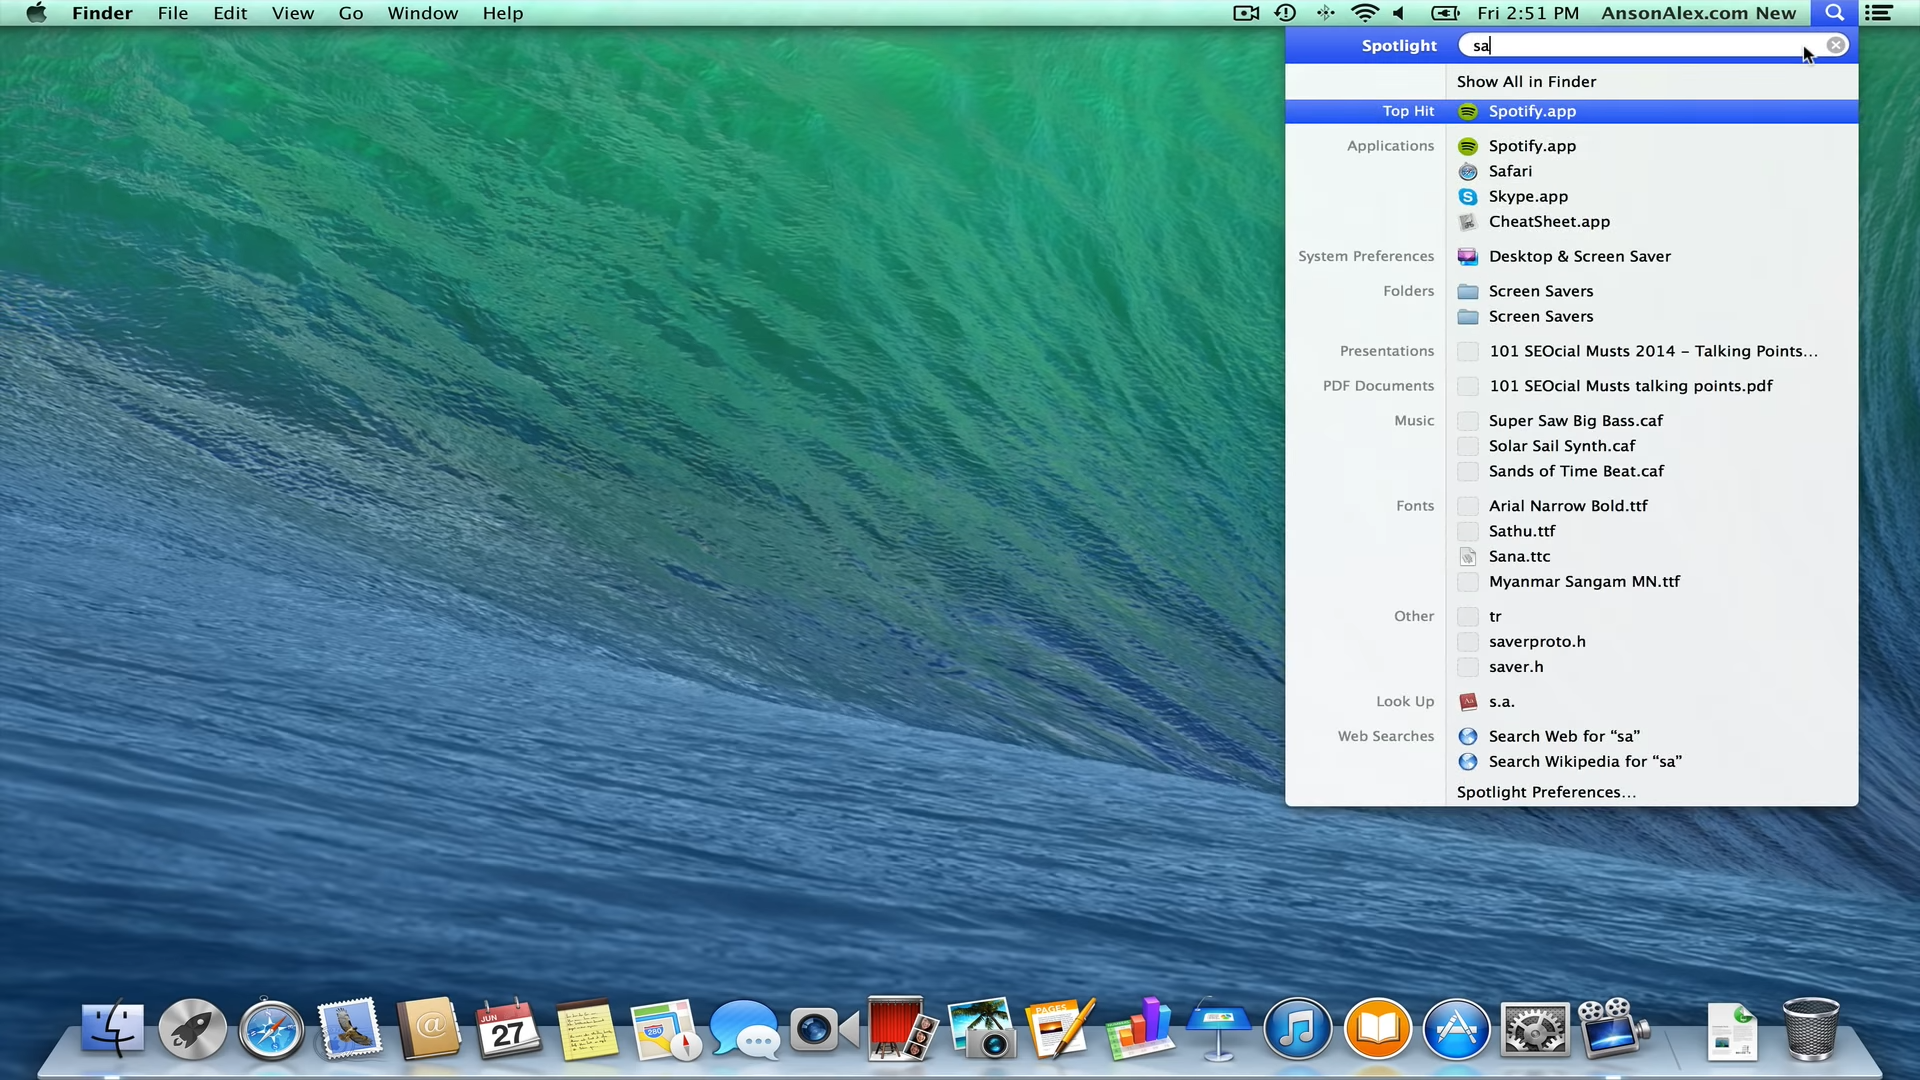 Finder File Edit View Go Window Help Fri 2:51 PM AnsonAlex.com New
Spotlight sa
Show All in Finder
Top Hit Spotify.app
Applications Spotify.app
Safari
Skype.app
CheatSheet.app
System Preferences Desktop & Screen Saver
Folders Screen Savers
Screen Savers
Presentations 101 SEOcial Musts 2014 – Talking Points...
PDF Documents 101 SEOcial Musts talking points.pdf
Music Super Saw Big Bass.caf
Solar Sail Synth.caf
Sands of Time Beat.caf
Fonts Arial Narrow Bold.ttf
Sathu.ttf
Sana.ttc
Myanmar Sangam MN.ttf
Other tr
saverproto.h
saver.h
Look Up s.a.
Web Searches Search Web for “sa”
Search Wikipedia for “sa”
Spotlight Preferences...
JUN
27
280
PAGES